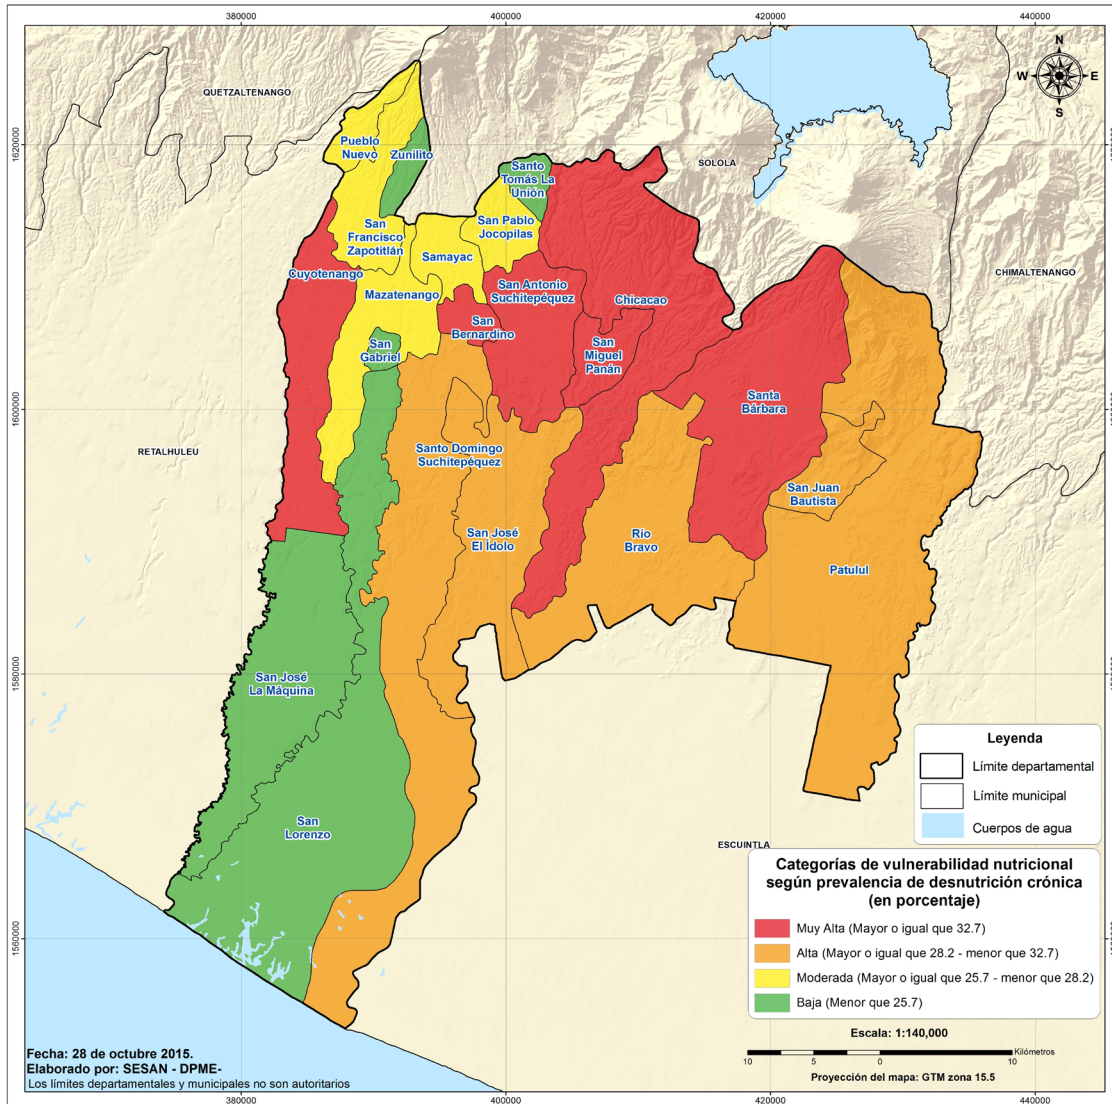 380000
400000
420000
440000
N
W
E
S
QUETZALTENANGO
1620000
Pueblo
Nuevo
Zunilito
Santo
Tomás La
Unión
SOLOLA
San
Francisco
Zapotitlán
San Pablo
Jocopilas
Samayac
CHIMALTENANGO
Cuyotenango
Mazatenango
San Antonio
Suchitepéquez
Chicacao
San
Bernardino
San
Gabriel
San
Miguel
Panán
Santa
Bárbara
1600000
RETALHULEU
Santo Domingo
Suchitepéquez
San Juan
Bautista
San José
El Ídolo
Río
Bravo
Patulul
1580000
San José
La Máquina
San
Lorenzo
ESCUINTLA
1560000
Leyenda
Límite departamental
Límite municipal
Cuerpos de agua
Categorías de vulnerabilidad nutricional
según prevalencia de desnutrición crónica
(en porcentaje)
Muy Alta (Mayor o igual que 32.7)
Alta (Mayor o igual que 28.2 - menor que 32.7)
Moderada (Mayor o igual que 25.7 - menor que 28.2)
Baja (Menor que 25.7)
Escala: 1:140,000
Kilómetros
10 5 0 10
Proyección del mapa: GTM zona 15.5
Fecha: 28 de octubre 2015.
Elaborado por: SESAN - DPME-
Los límites departamentales y municipales no son autoritarios
380000
400000
420000
440000